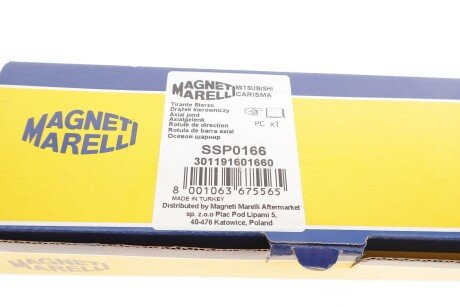 MAGNETI
MARELLI
MAGNETI
MARELLI
MITSUBISHI
CARISMA
Tirante Sterzo
Drążek kierowniczy
Axial joint
Axialgelenk
Rotule de direction
Rotula de barra axial
Осевой шарнир
PC x1
SSP0166
301191601660
8 001063 675565
MADE IN TURKEY
Distributed by Magneti Marelli Aftermarket
sp. z.o.o Plac Pod Lipami 5,
40-476 Katowice, Poland
MAGNETI
MARELLI